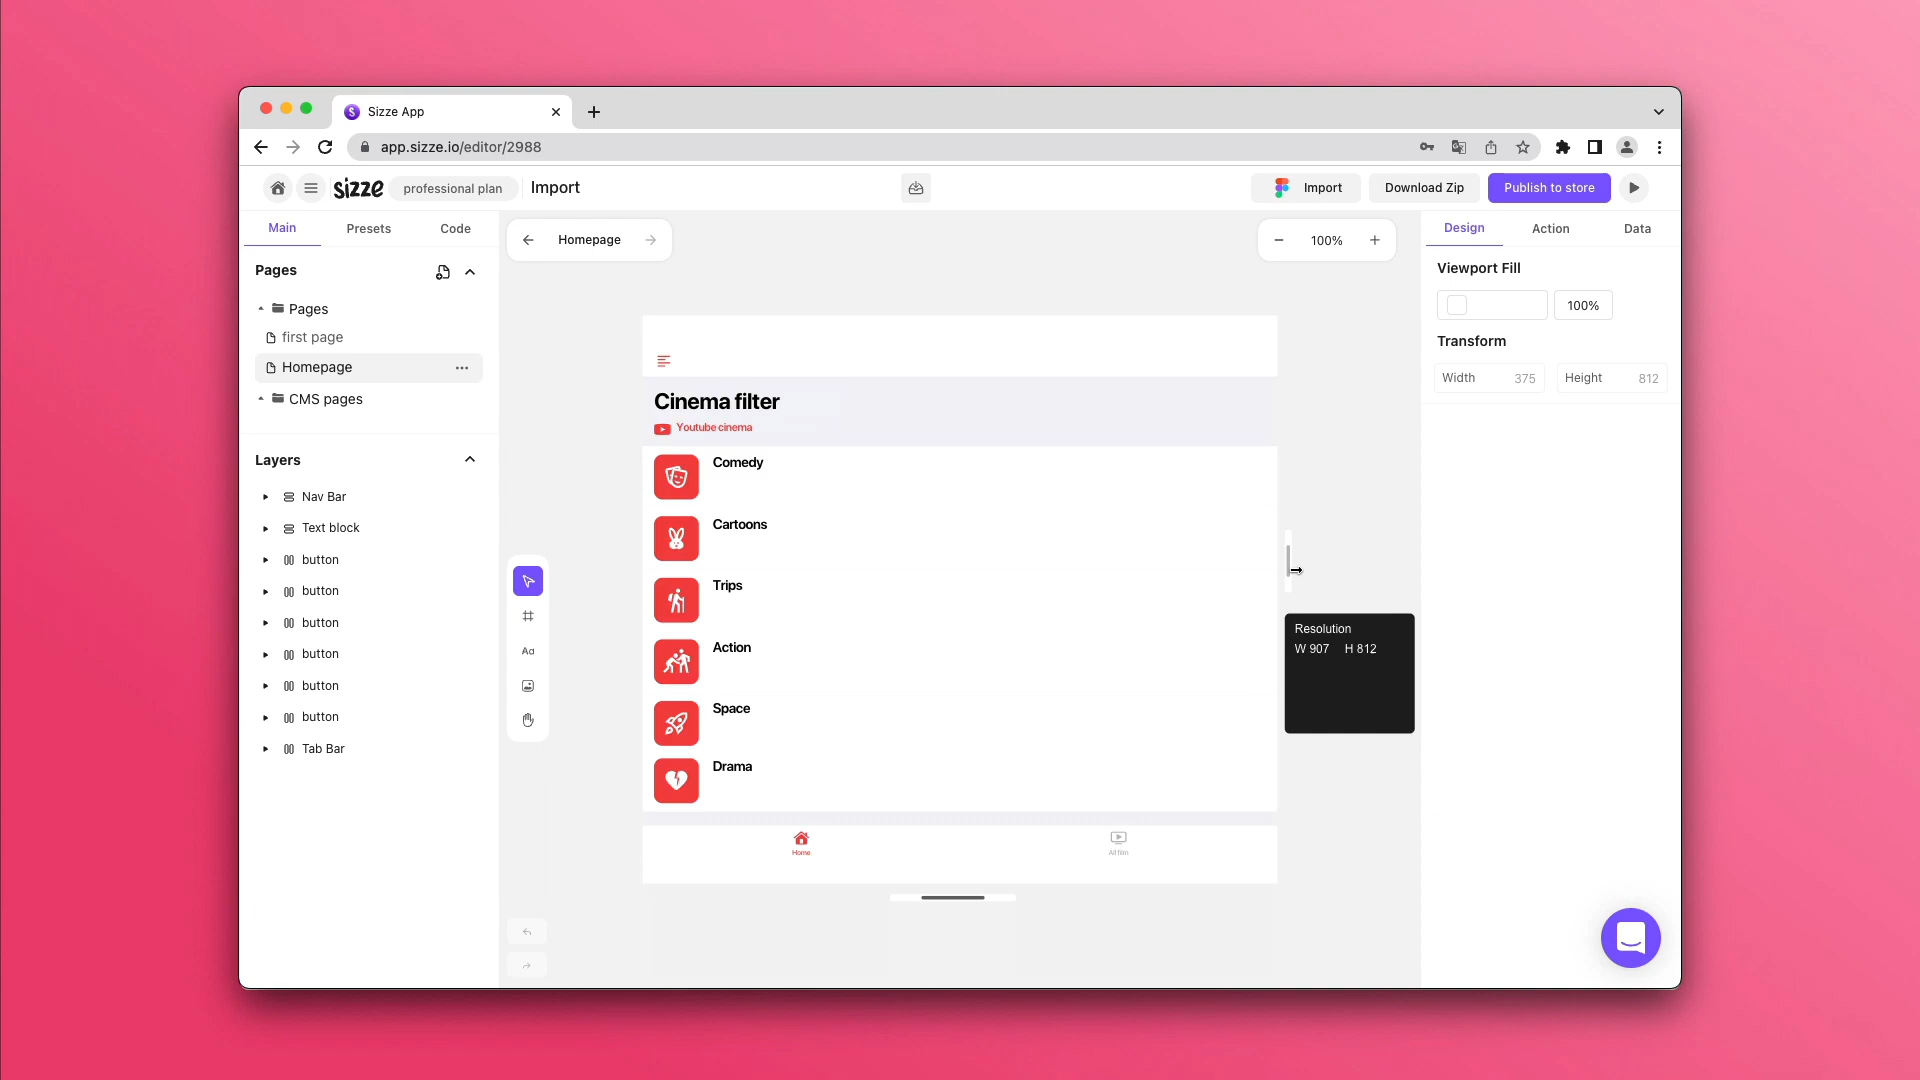 Sizze App
app.sizze.io/editor/2988
sizze
professional plan
Import
Import
Download Zip
Publish to store
Main
Presets
Code
Homepage
100%
Design
Action
Data
Pages
Pages
first page
Homepage
CMS pages
Layers
Nav Bar
Text block
button
button
button
button
button
button
Tab Bar
Aa
Cinema filter
Youtube cinema
Comedy
Cartoons
Trips
Action
Space
Drama
Home
All film
Resolution
W 907 H 812
Viewport Fill
100%
Transform
Width 375 Height 812